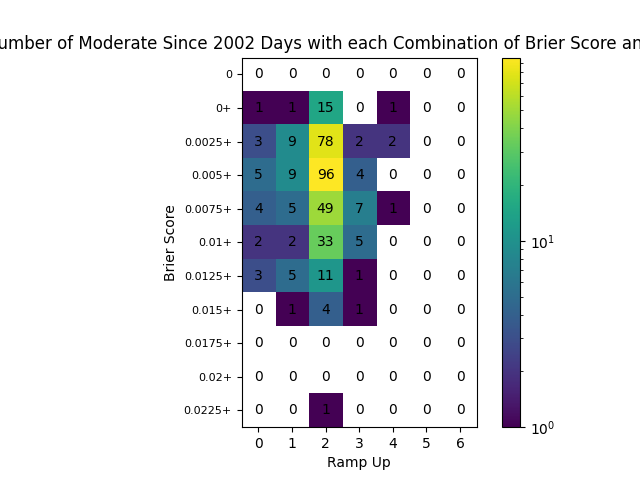 umber of Moderate Since 2002 Days with each Combination of Brier Score an
0 0 0 0 0 0 0 0
0+ 1 1 15 0 1 0 0
0.0025+ 3 9 78 2 2 0 0
0.005+ 5 9 96 4 0 0 0
0.0075+ 4 5 49 7 1 0 0
0.01+ 2 2 33 5 0 0 0
0.0125+ 3 5 11 1 0 0 0
0.015+ 0 1 4 1 0 0 0
0.0175+ 0 0 0 0 0 0 0
0.02+ 0 0 0 0 0 0 0
0.0225+ 0 0 1 0 0 0 0
0 1 2 3 4 5 6
Ramp Up
Brier Score
10¹
10⁰